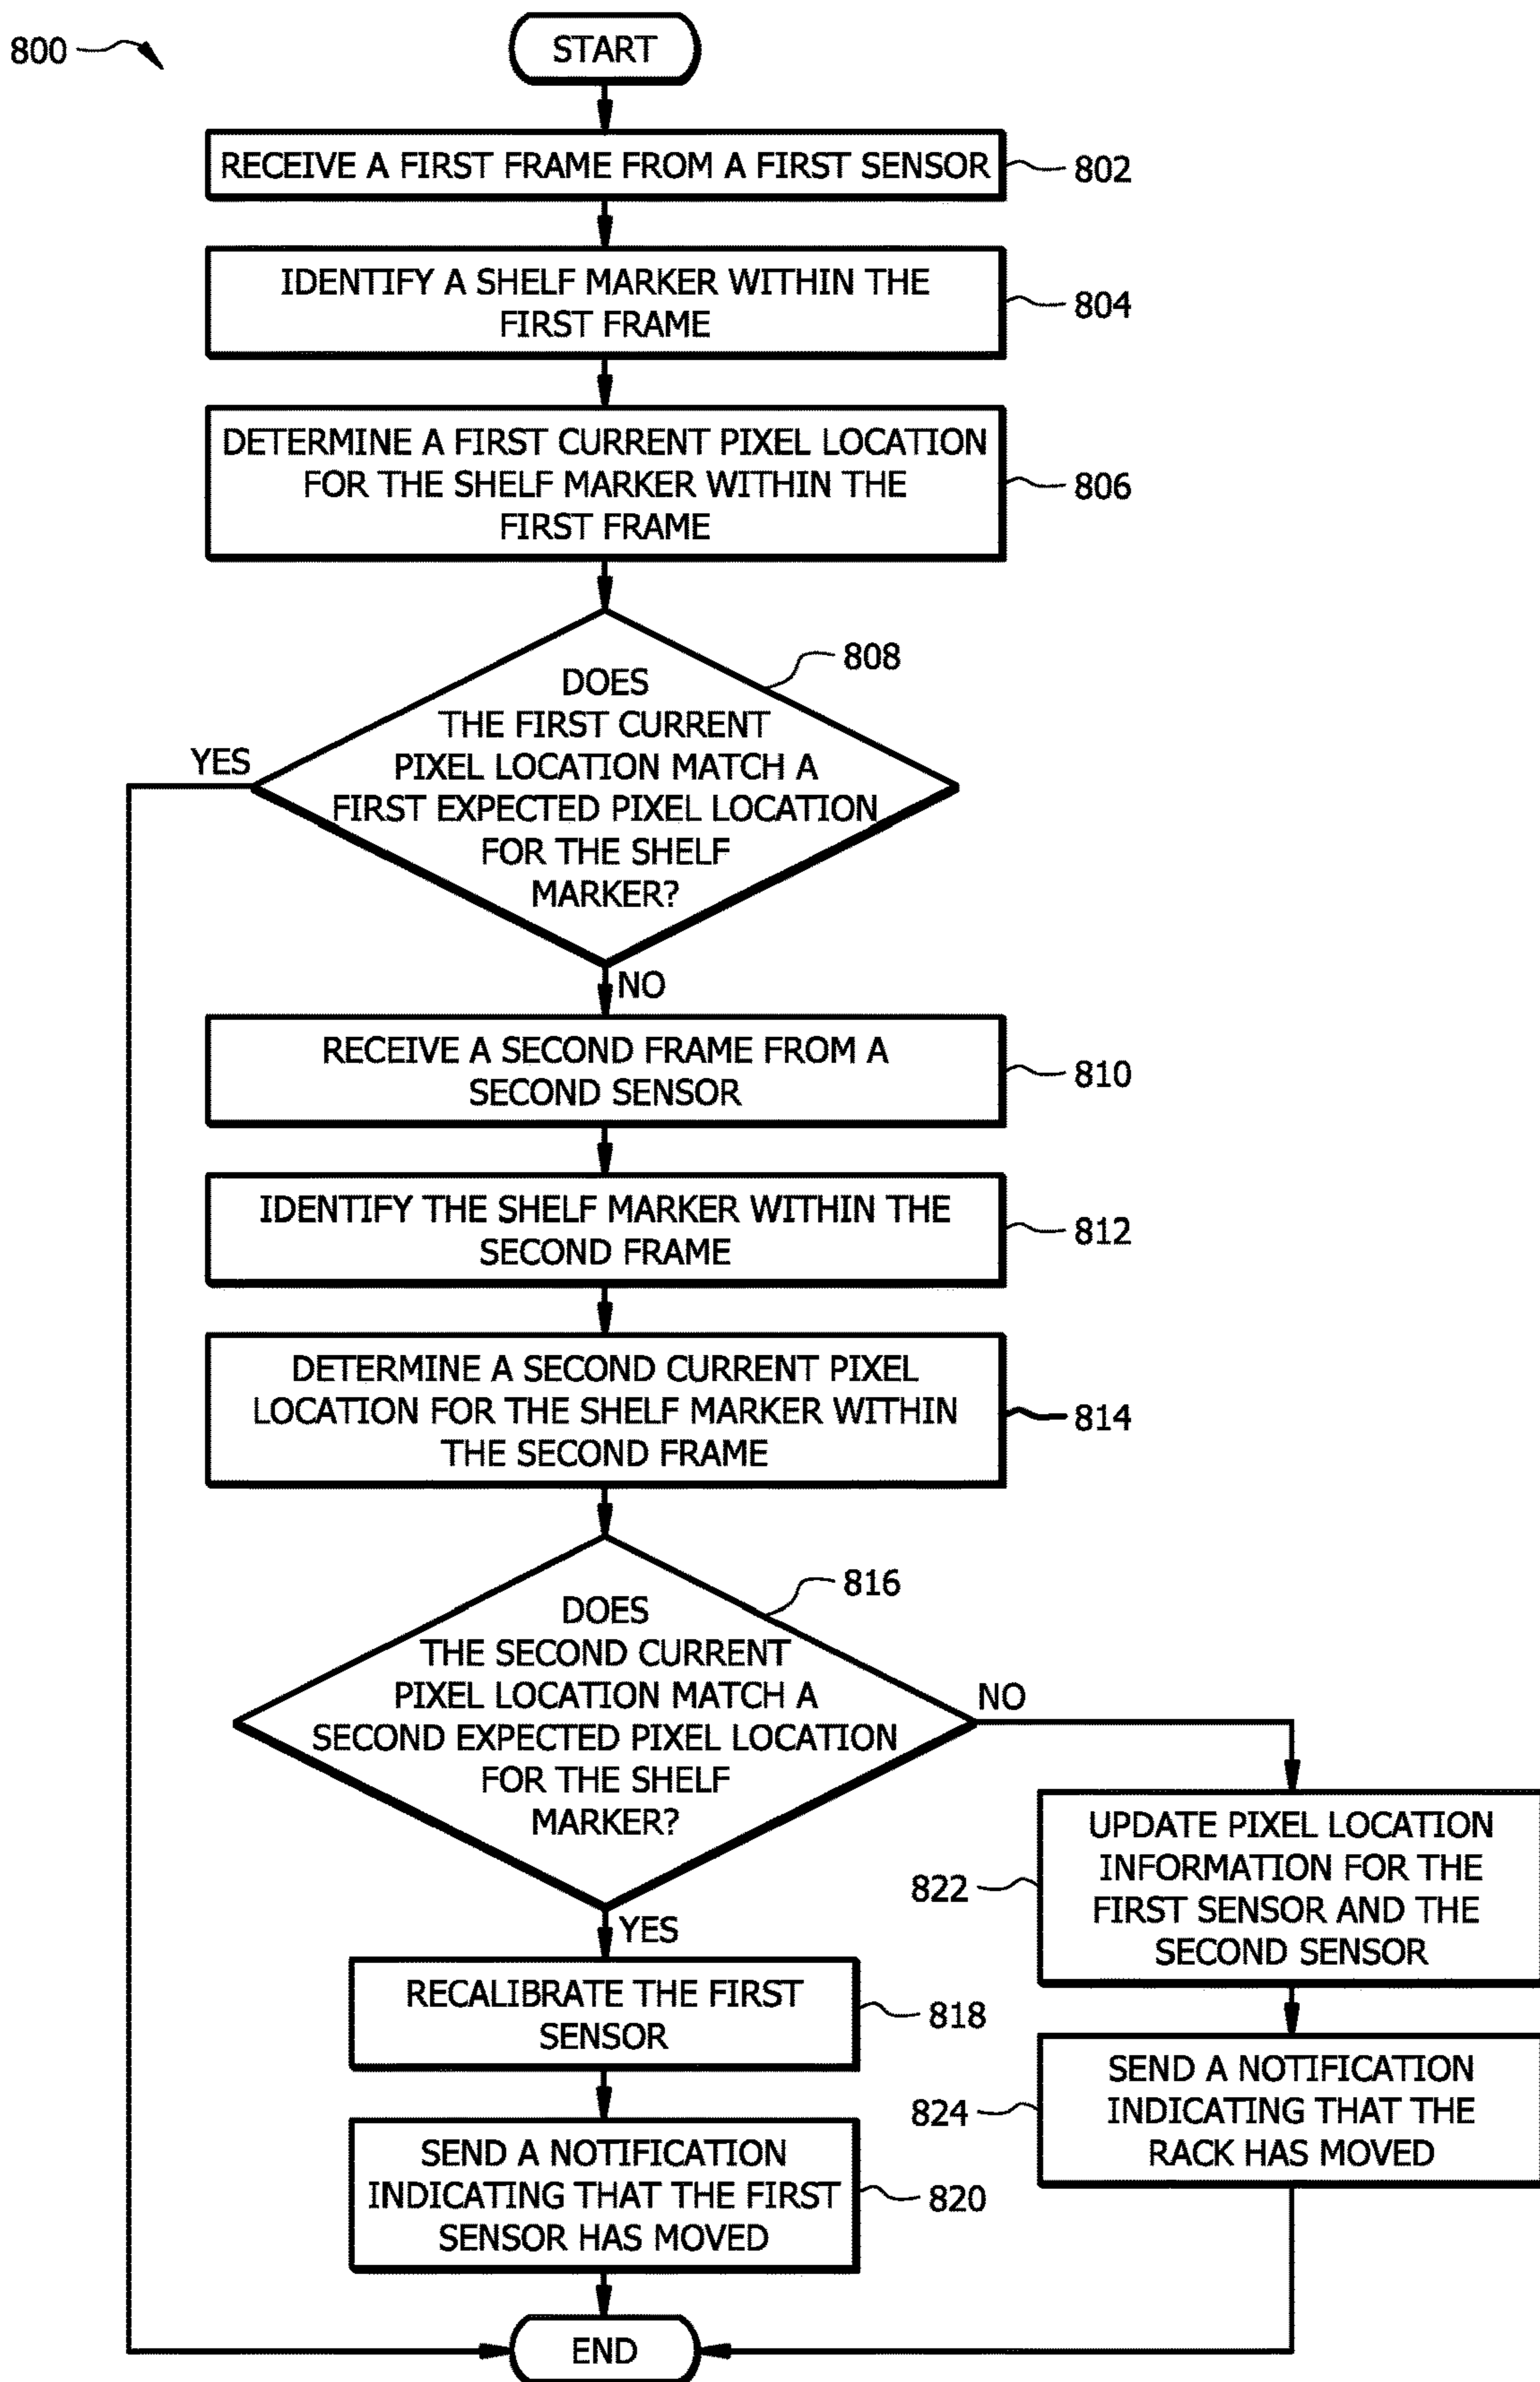 800
START
RECEIVE A FIRST FRAME FROM A FIRST SENSOR
802
IDENTIFY A SHELF MARKER WITHIN THE
FIRST FRAME
804
DETERMINE A FIRST CURRENT PIXEL LOCATION
FOR THE SHELF MARKER WITHIN THE
FIRST FRAME
806
808
DOES
THE FIRST CURRENT
PIXEL LOCATION MATCH A
FIRST EXPECTED PIXEL LOCATION
FOR THE SHELF
MARKER?
YES
NO
RECEIVE A SECOND FRAME FROM A
SECOND SENSOR
810
IDENTIFY THE SHELF MARKER WITHIN THE
SECOND FRAME
812
DETERMINE A SECOND CURRENT PIXEL
LOCATION FOR THE SHELF MARKER WITHIN
THE SECOND FRAME
814
816
DOES
THE SECOND CURRENT
PIXEL LOCATION MATCH A
SECOND EXPECTED PIXEL LOCATION
FOR THE SHELF
MARKER?
NO
YES
UPDATE PIXEL LOCATION
INFORMATION FOR THE
FIRST SENSOR AND THE
SECOND SENSOR
822
RECALIBRATE THE FIRST
SENSOR
818
SEND A NOTIFICATION
INDICATING THAT THE
RACK HAS MOVED
824
SEND A NOTIFICATION
INDICATING THAT THE FIRST
SENSOR HAS MOVED
820
END